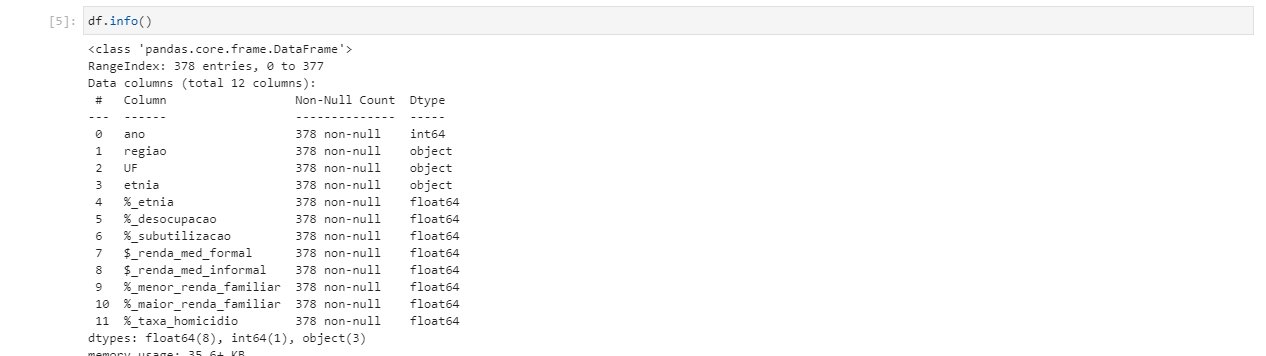 [5]: df.info()
<class 'pandas.core.frame.DataFrame'>
RangeIndex: 378 entries, 0 to 377
Data columns (total 12 columns):
 #   Column                  Non-Null Count  Dtype
---  ------                  --------------  -----
 0   ano                     378 non-null    int64
 1   regiao                  378 non-null    object
 2   UF                      378 non-null    object
 3   etnia                   378 non-null    object
 4   %_etnia                 378 non-null    float64
 5   %_desocupacao           378 non-null    float64
 6   %_subutilizacao         378 non-null    float64
 7   $_renda_med_formal      378 non-null    float64
 8   $_renda_med_informal    378 non-null    float64
 9   %_menor_renda_familiar  378 non-null    float64
 10  %_maior_renda_familiar  378 non-null    float64
 11  %_taxa_homicidio        378 non-null    float64
dtypes: float64(8), int64(1), object(3)
memory usage: 35.6+ KB